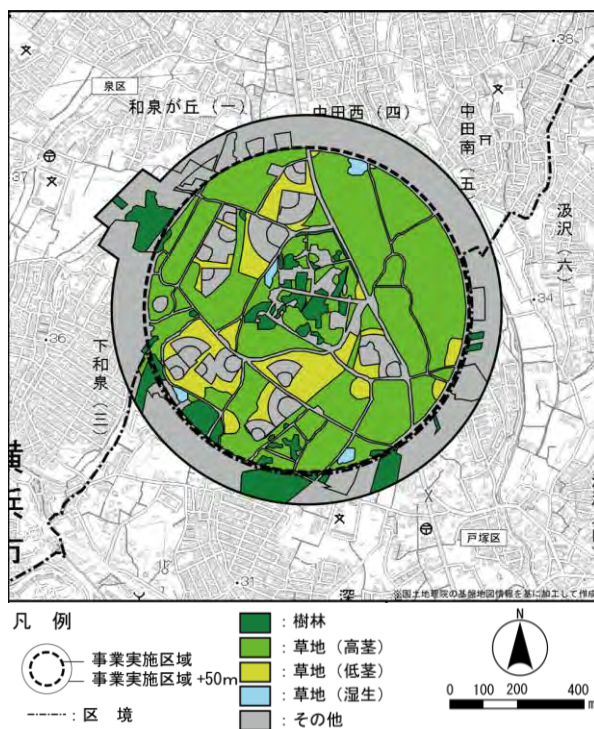 泉区
和泉が丘(一)
中田西(四)
中田南(五)
汲沢(六)
下和泉(三)
横浜市
戸塚区
深
・38
37
・36
・34
・31
※国土地理院の基盤地図情報を基に加工して作成
凡 例
事業実施区域
事業実施区域 +50m
:区 境
:樹林
:草地(高茎)
:草地(低茎)
:草地(湿生)
:その他
N
0 100 200 400
m